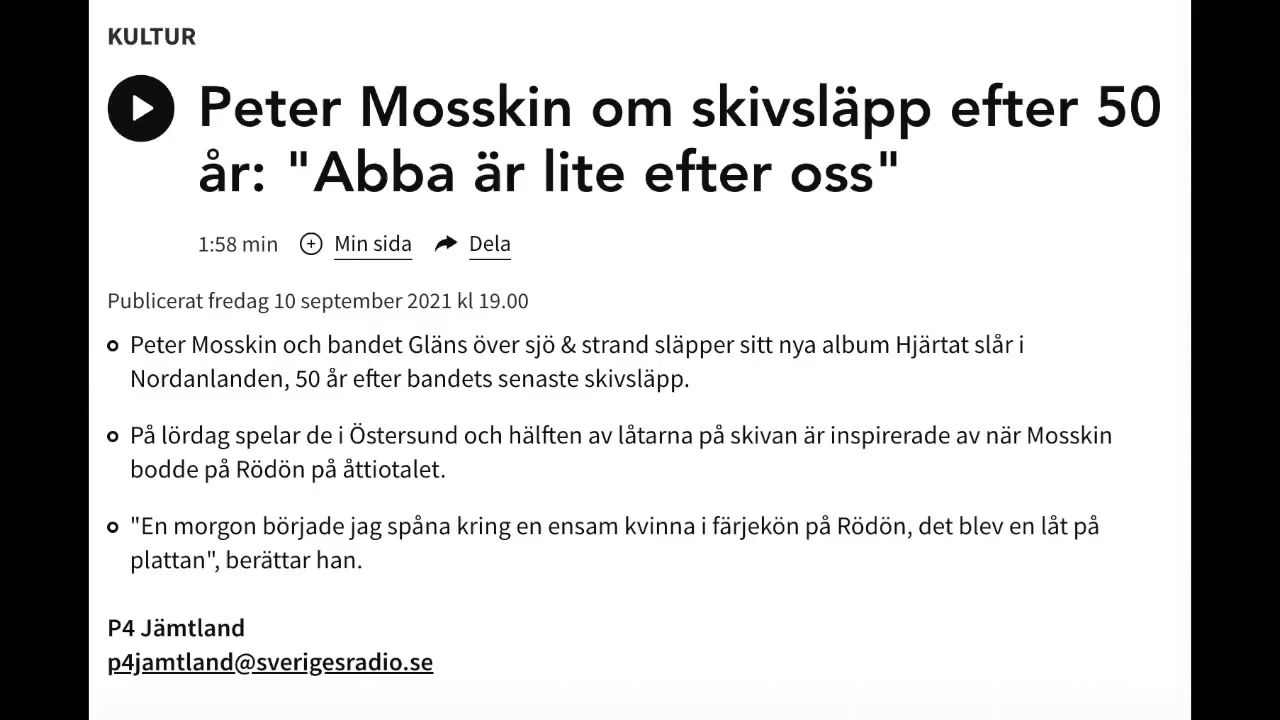 KULTUR
Peter Mosskin om skivsläpp efter 50
år: "Abba är lite efter oss"
1:58 min Min sida Dela
Publicerat fredag 10 september 2021 kl 19.00
Peter Mosskin och bandet Gläns över sjö & strand släpper sitt nya album Hjärtat slår i
Nordanlanden, 50 år efter bandets senaste skivsläpp.
På lördag spelar de i Östersund och hälften av låtarna på skivan är inspirerade av när Mosskin
bodde på Rödön på åttiotalet.
"En morgon började jag spåna kring en ensam kvinna i färjekön på Rödön, det blev en låt på
plattan", berättar han.
P4 Jämtland
p4jamtland@sverigesradio.se